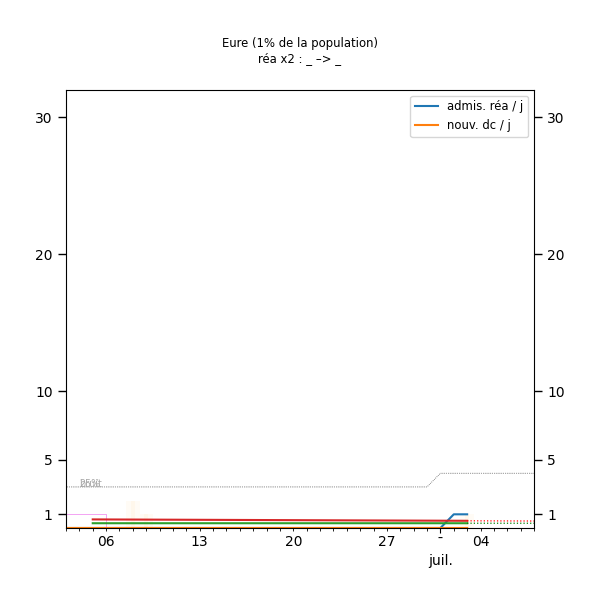 Eure (1% de la population)
réa x2 : _ –> _
admis. réa / j
nouv. dc / j
30 30
20 20
10 10
5 5
1 1
06 13 20 27 - 04
juil.